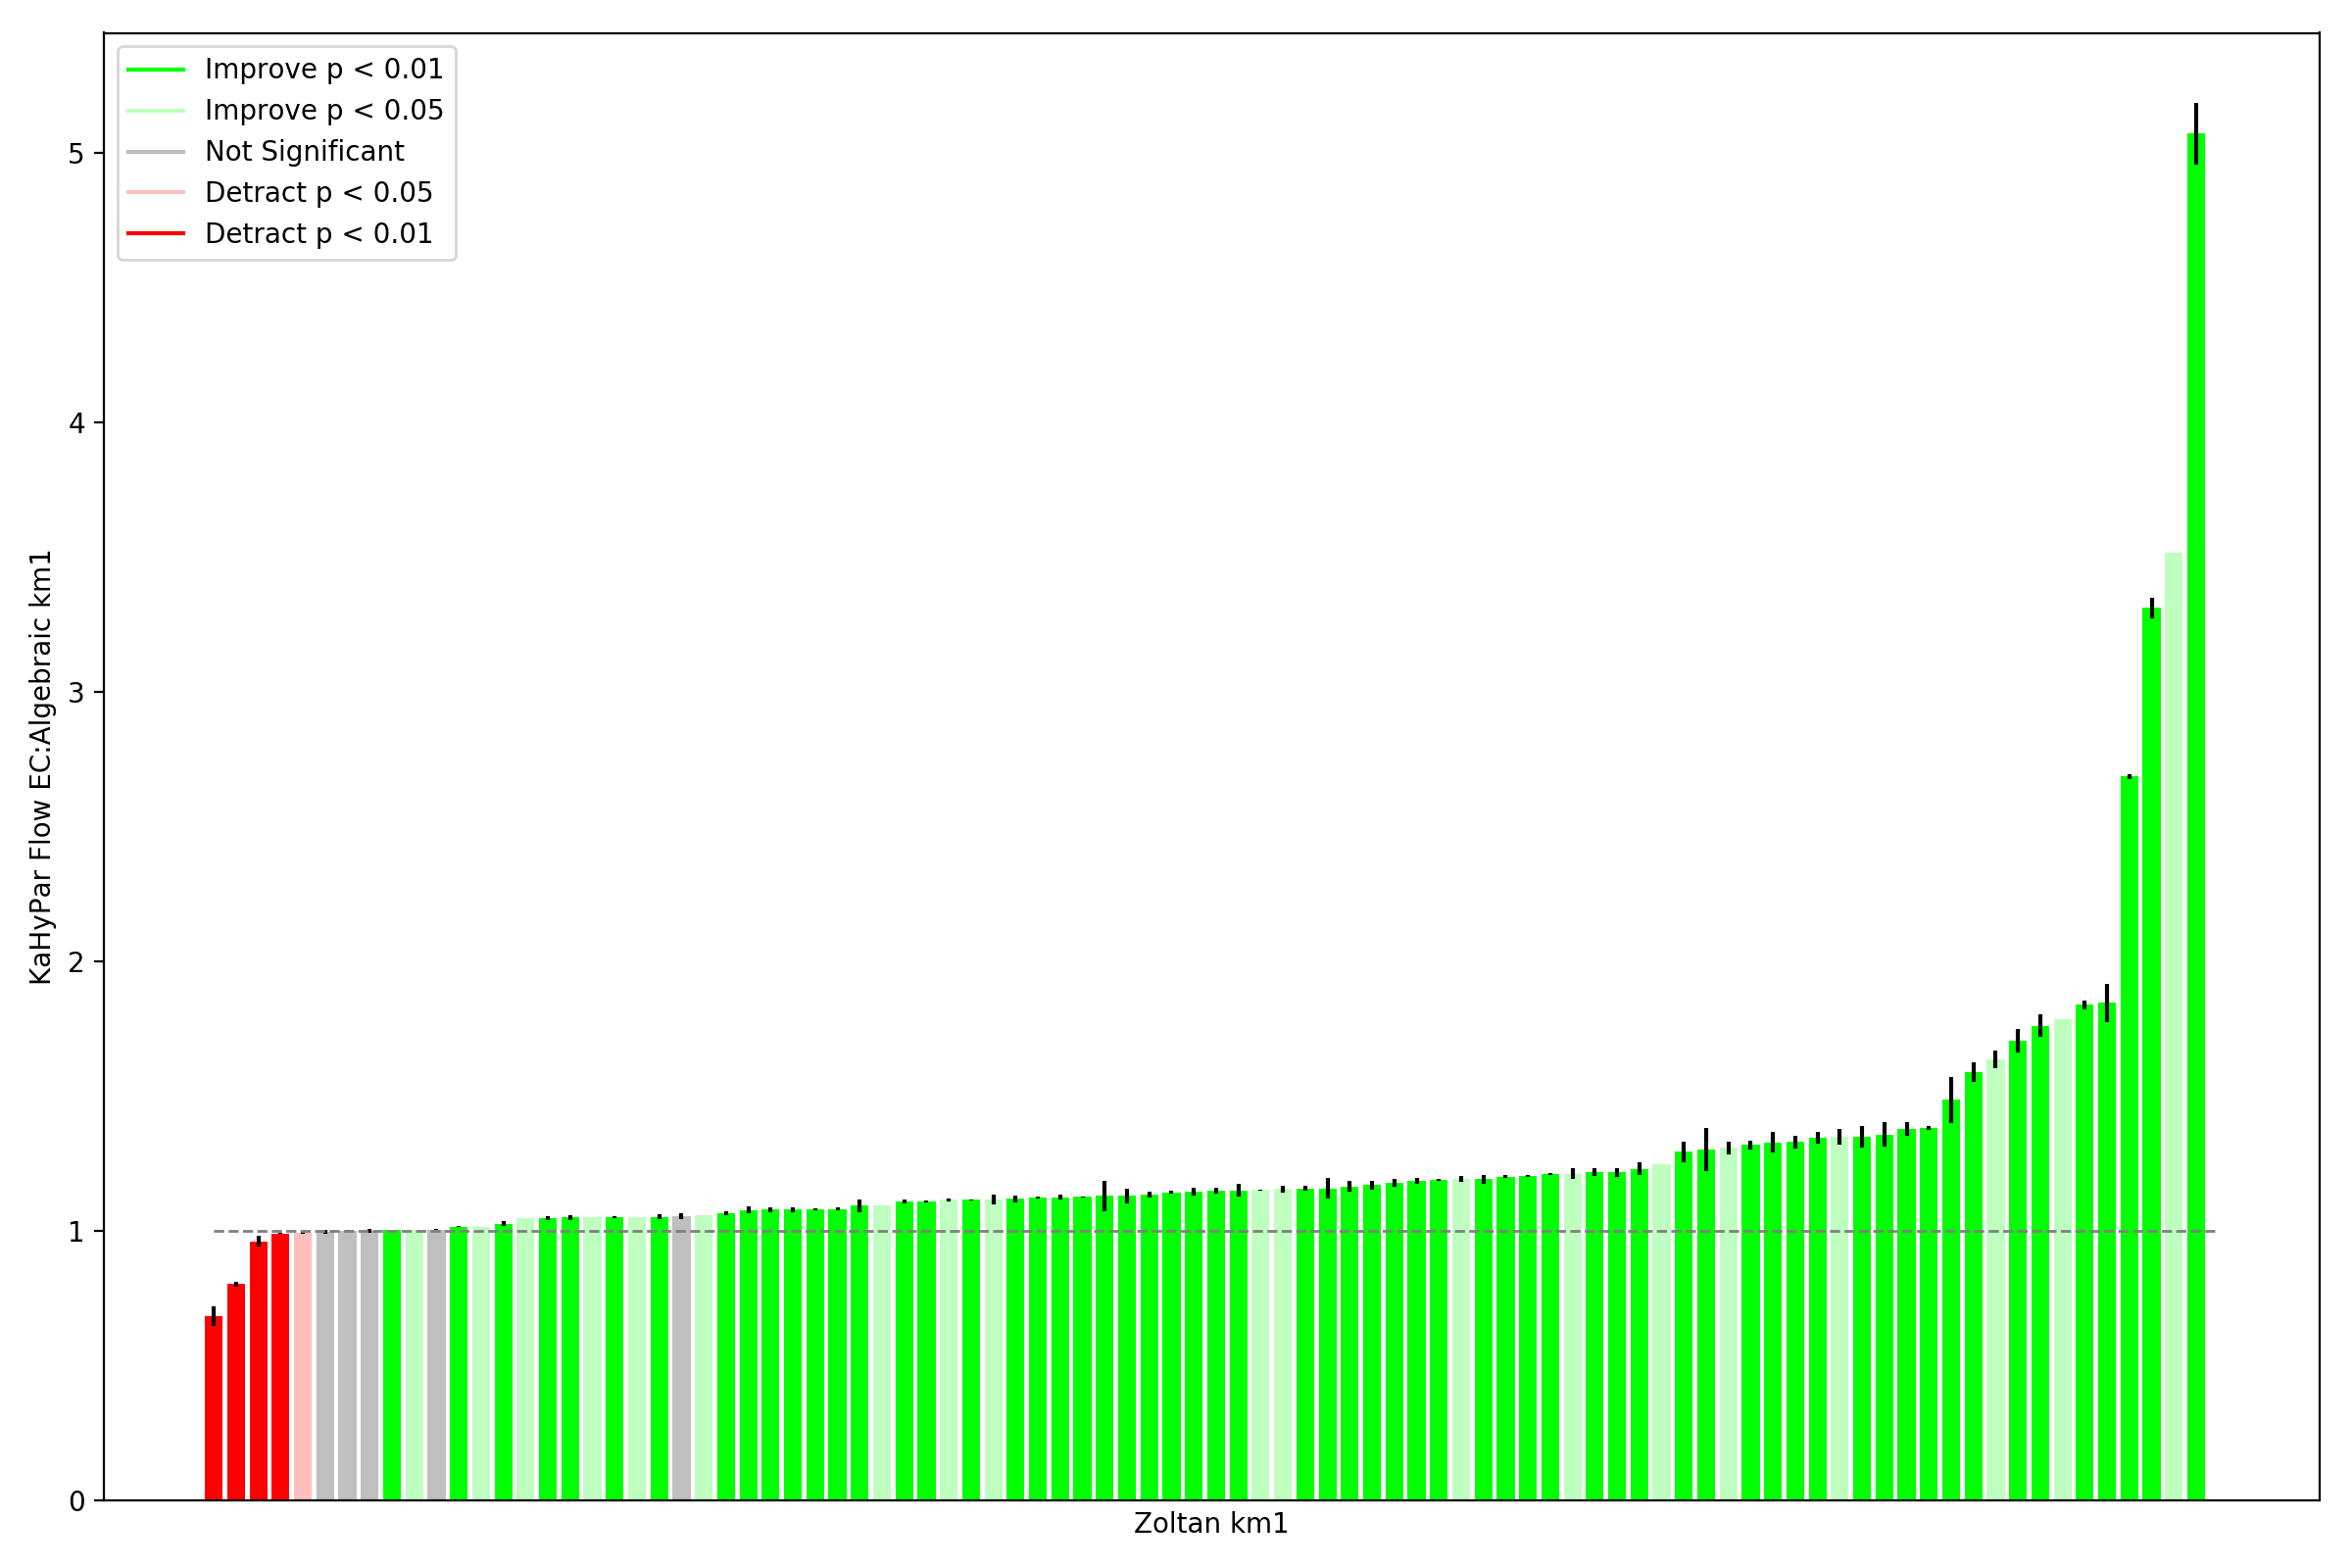 Improve p < 0.01
Improve p < 0.05
Not Significant
Detract p < 0.05
Detract p < 0.01
KaHyPar Flow EC:Algebraic km1
5
4
3
2
1
0
Zoltan km1